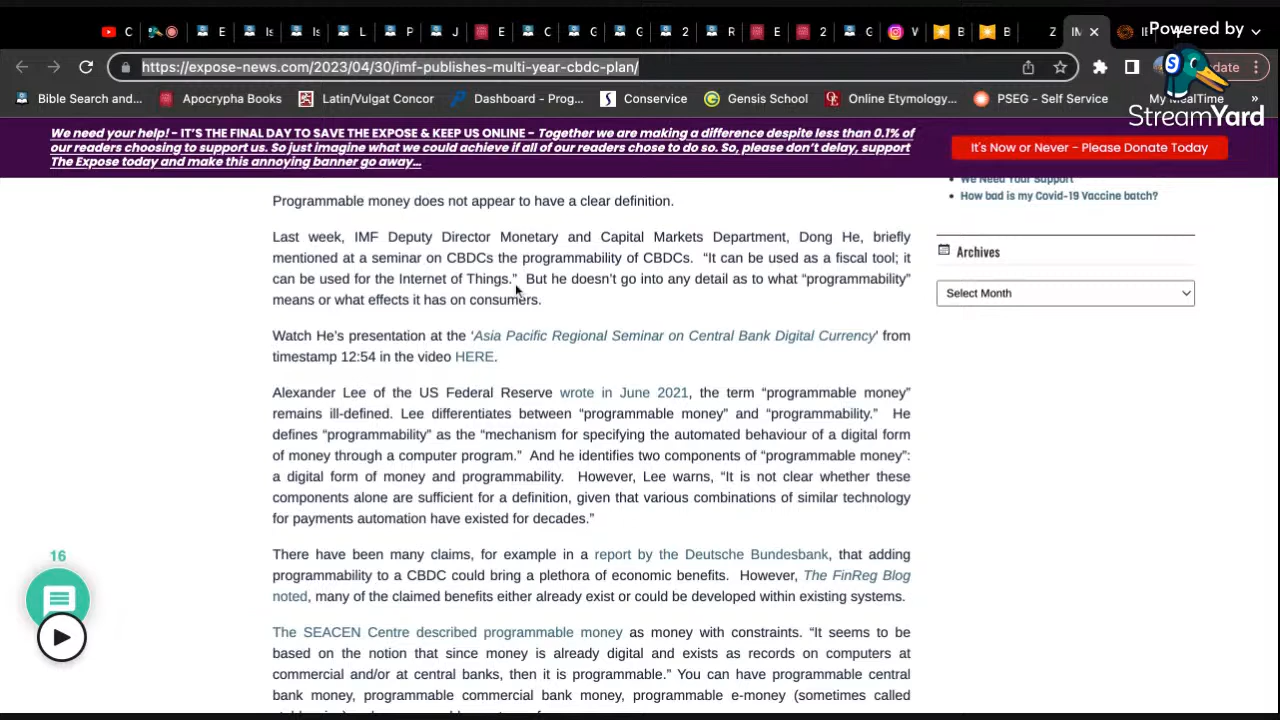 C E Is Is L P J E C G G 2 R E 2 G V B B Z IM
Powered by
https://expose-news.com/2023/04/30/imf-publishes-multi-year-cbdc-plan/
Bible Search and... Apocrypha Books Latin/Vulgat Concor Dashboard - Prog... Conservice Gensis School Online Etymology... PSEG - Self Service My MealTime »
StreamYard
We need your help! - IT'S THE FINAL DAY TO SAVE THE EXPOSE & KEEP US ONLINE - Together we are making a difference despite less than 0.1% of
our readers choosing to support us. So just imagine what we could achieve if all of our readers chose to do so. So, please don't delay, support
The Expose today and make this annoying banner go away...
It's Now or Never - Please Donate Today
We Need Your Support
How bad is my Covid-19 Vaccine batch?
Archives
Select Month
Programmable money does not appear to have a clear definition.
Last week, IMF Deputy Director Monetary and Capital Markets Department, Dong He, briefly
mentioned at a seminar on CBDCs the programmability of CBDCs. “It can be used as a fiscal tool; it
can be used for the Internet of Things.” But he doesn’t go into any detail as to what “programmability”
means or what effects it has on consumers.
Watch He’s presentation at the ‘Asia Pacific Regional Seminar on Central Bank Digital Currency’ from
timestamp 12:54 in the video HERE.
Alexander Lee of the US Federal Reserve wrote in June 2021, the term “programmable money”
remains ill-defined. Lee differentiates between “programmable money” and “programmability.” He
defines “programmability” as the “mechanism for specifying the automated behaviour of a digital form
of money through a computer program.” And he identifies two components of “programmable money”:
a digital form of money and programmability. However, Lee warns, “It is not clear whether these
components alone are sufficient for a definition, given that various combinations of similar technology
for payments automation have existed for decades.”
There have been many claims, for example in a report by the Deutsche Bundesbank, that adding
programmability to a CBDC could bring a plethora of economic benefits. However, The FinReg Blog
noted, many of the claimed benefits either already exist or could be developed within existing systems.
The SEACEN Centre described programmable money as money with constraints. “It seems to be
based on the notion that since money is already digital and exists as records on computers at
commercial and/or at central banks, then it is programmable.” You can have programmable central
bank money, programmable commercial bank money, programmable e-money (sometimes called
16